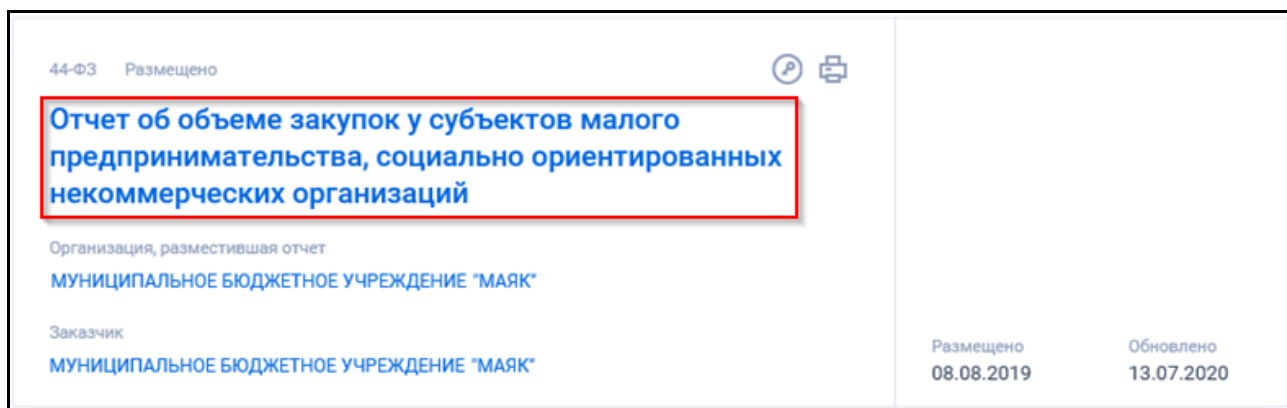 44-ФЗ Размещено
Отчет об объеме закупок у субъектов малого
предпринимательства, социально ориентированных
некоммерческих организаций
Организация, разместившая отчет
МУНИЦИПАЛЬНОЕ БЮДЖЕТНОЕ УЧРЕЖДЕНИЕ "МАЯК"
Заказчик
МУНИЦИПАЛЬНОЕ БЮДЖЕТНОЕ УЧРЕЖДЕНИЕ "МАЯК"
Размещено Обновлено
08.08.2019 13.07.2020